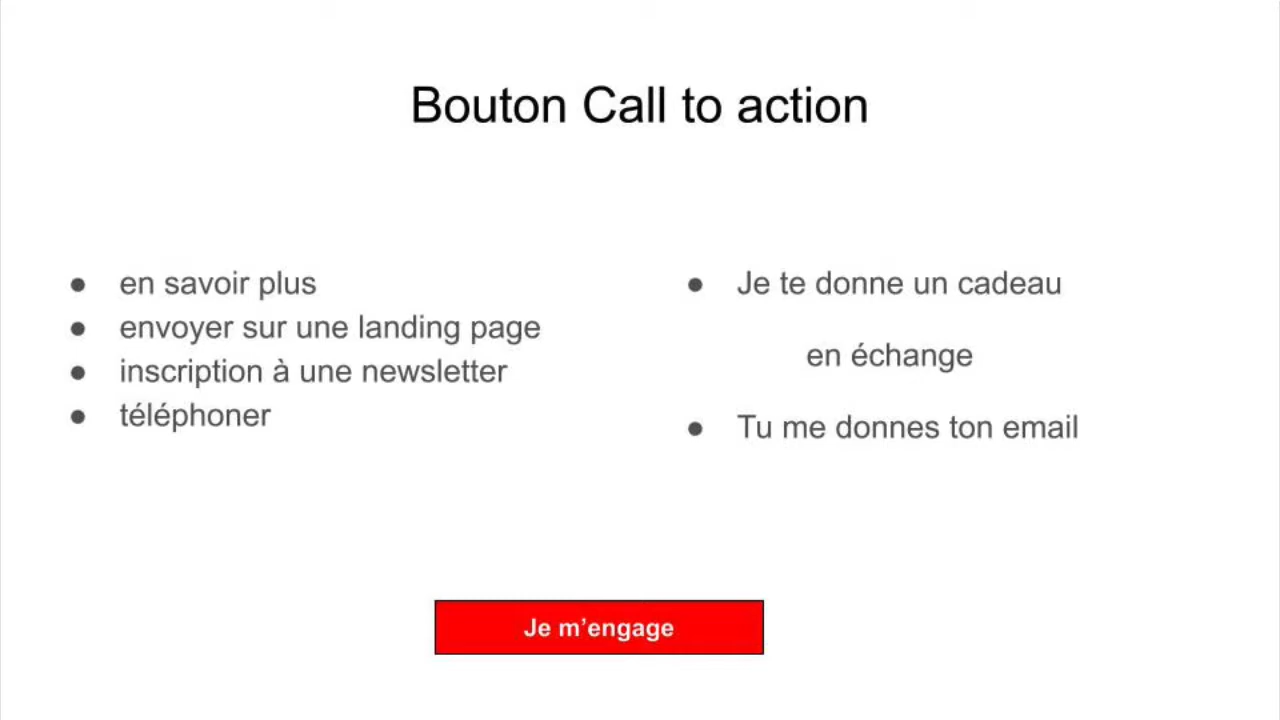 Bouton Call to action
● en savoir plus
● envoyer sur une landing page
● inscription à une newsletter
● téléphoner
● Je te donne un cadeau
en échange
● Tu me donnes ton email
Je m’engage